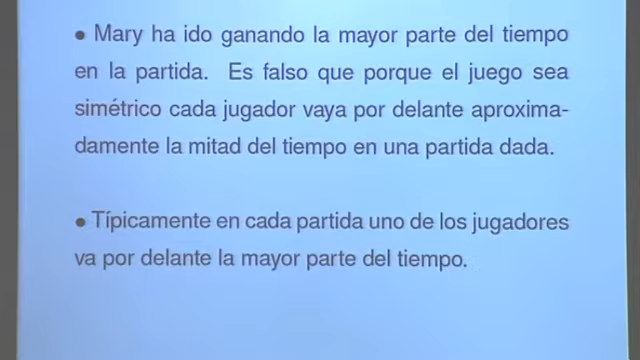 • Mary ha ido ganando la mayor parte del tiempo
en la partida. Es falso que porque el juego sea
simétrico cada jugador vaya por delante aproxima-
damente la mitad del tiempo en una partida dada.
• Típicamente en cada partida uno de los jugadores
va por delante la mayor parte del tiempo.